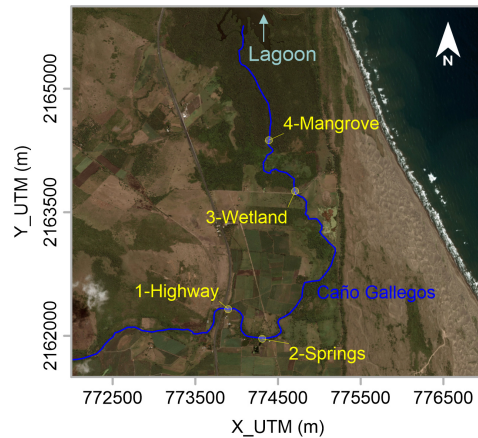 Lagoon
N
2165000
4-Mangrove
Y_UTM (m)
2163500
3-Wetland
1-Highway
Caño Gallegos
2162000
2-Springs
772500 773500 774500 775500 776500
X_UTM (m)